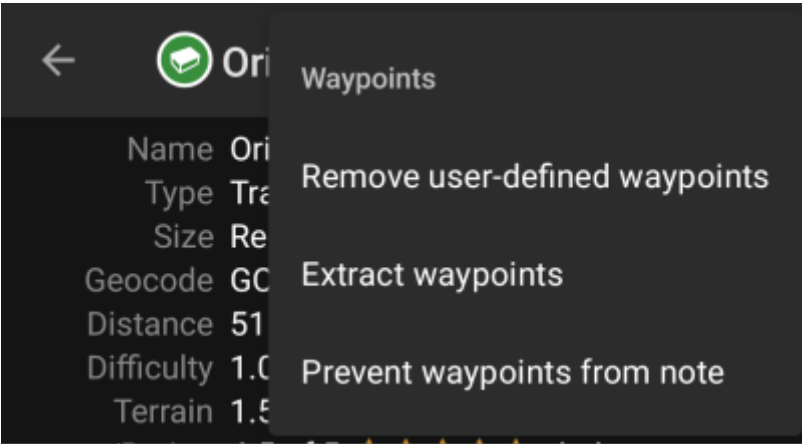 Ori
Waypoints
Name Ori
Remove user-defined waypoints
Type Tra
Size Re
Geocode GC
Extract waypoints
Distance 51
Difficulty 1.0
Prevent waypoints from note
Terrain 1.5